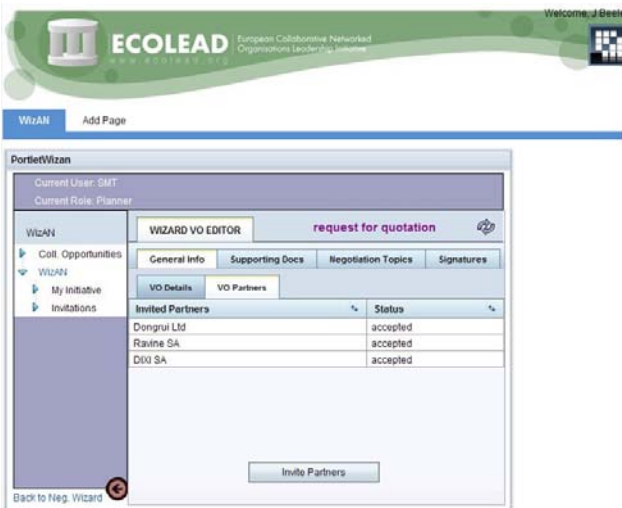 Welcome, J Beele
ECOLEAD European Collaborative Networked
Organisations Leadership Initiative
www.ecolead.org
WizAN Add Page
PortletWizan
Current User: SMT
Current Role: Planner
WizAN
Coll. Opportunities
WizAN
My Initiative
Invitations
WIZARD VO EDITOR request for quotation
General Info Supporting Docs Negotiation Topics Signatures
VO Details VO Partners
Invited Partners Status
Dongrui Ltd accepted
Ravine SA accepted
DIXI SA accepted
Invite Partners
Back to Neg. Wizard